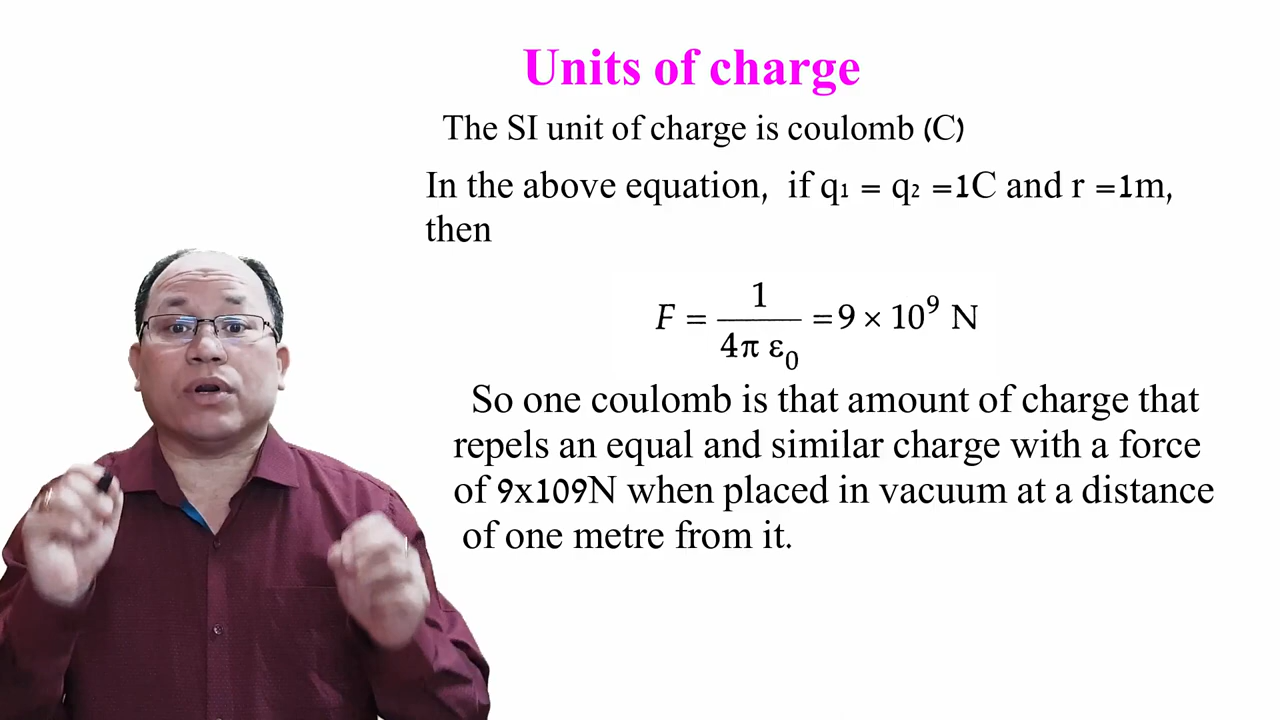 Units of charge
The SI unit of charge is coulomb (C)
In the above equation, if q₁ = q₂ =1C and r =1m,
then
F = 1/(4π ε₀) = 9 × 10⁹ N
So one coulomb is that amount of charge that
repels an equal and similar charge with a force
of 9x109N when placed in vacuum at a distance
of one metre from it.